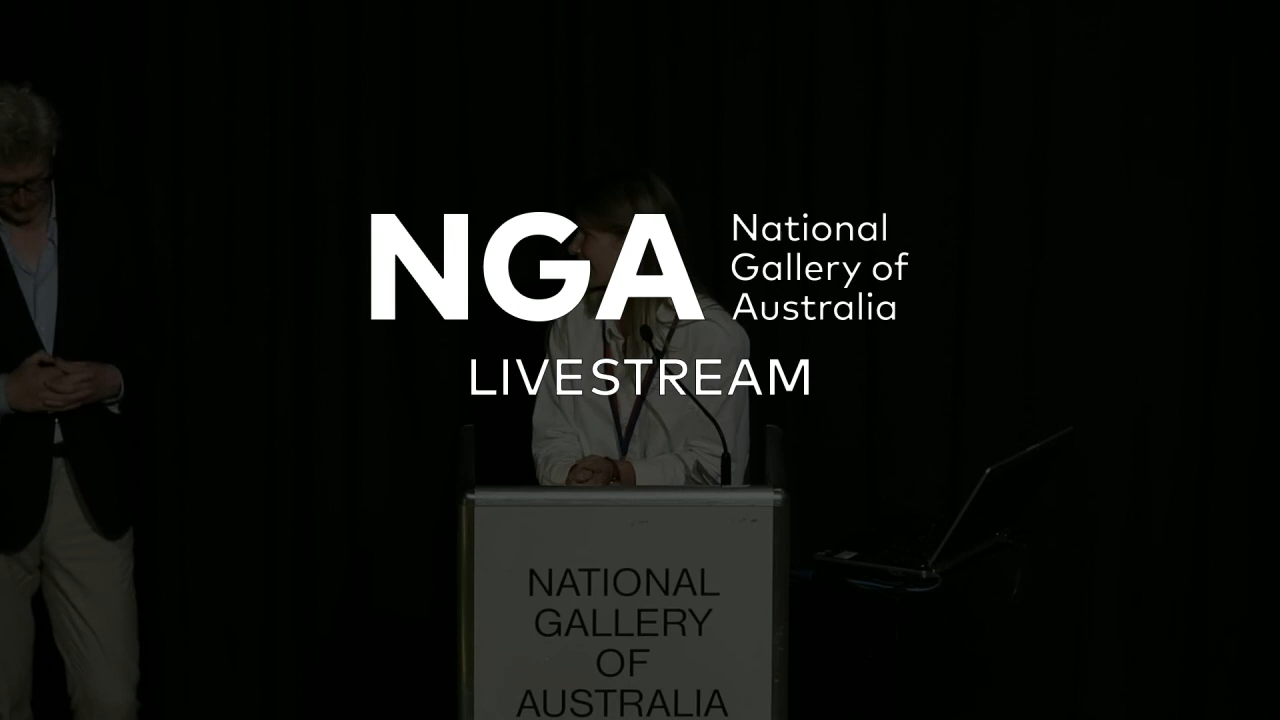 NGA
National
Gallery of
Australia
LIVESTREAM
NATIONAL
GALLERY
OF
AUSTRALIA